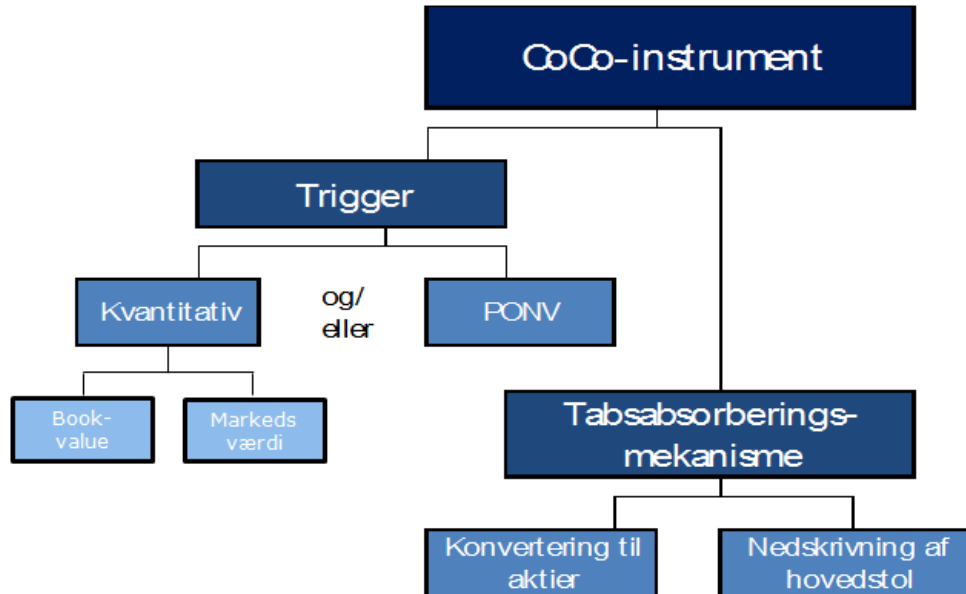 CoCo-instrument
Trigger
Kvantitativ
og/
eller
PONV
Book-
value
Markeds
værdi
Tabsabsorberings-
mekanisme
Konvertering til
aktier
Nedskrivning af
hovedstol